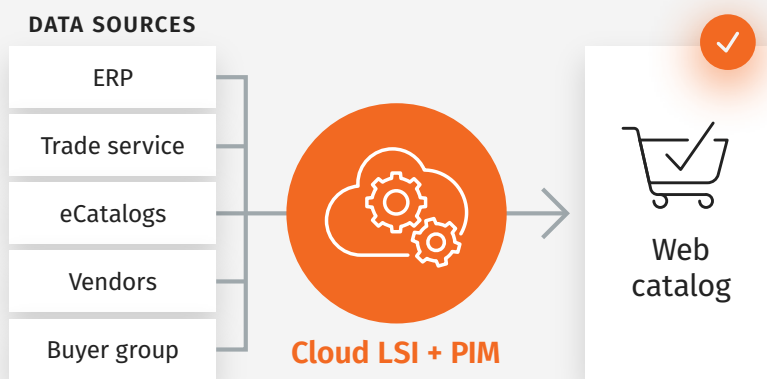 DATA SOURCES
ERP
Trade service
eCatalogs
Vendors
Buyer group
Cloud LSI + PIM
Web
catalog